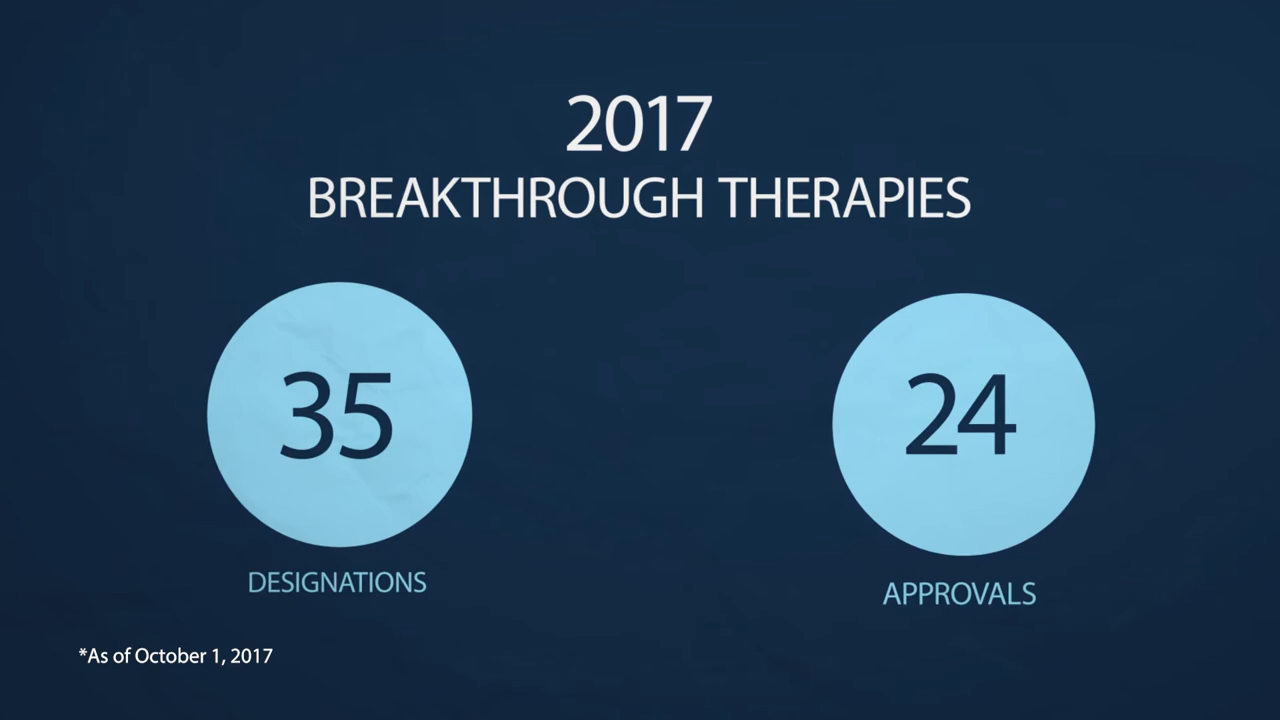 2017
BREAKTHROUGH THERAPIES
35
24
DESIGNATIONS
APPROVALS
*As of October 1, 2017